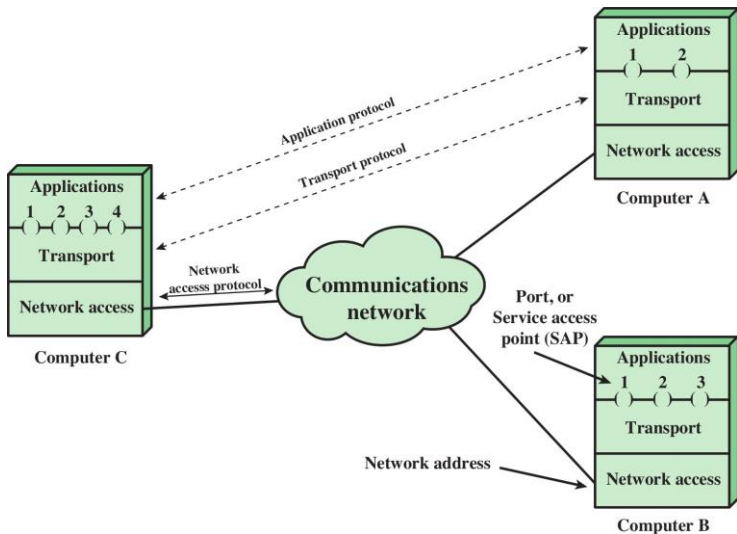 Applications
1 2
Transport
Network access
Computer A
Application protocol
Transport protocol
Applications
1 2 3 4
Transport
Network access
Computer C
Network
accesss protocol
Communications
network
Port, or
Service access
point (SAP)
Applications
1 2 3
Transport
Network access
Computer B
Network address